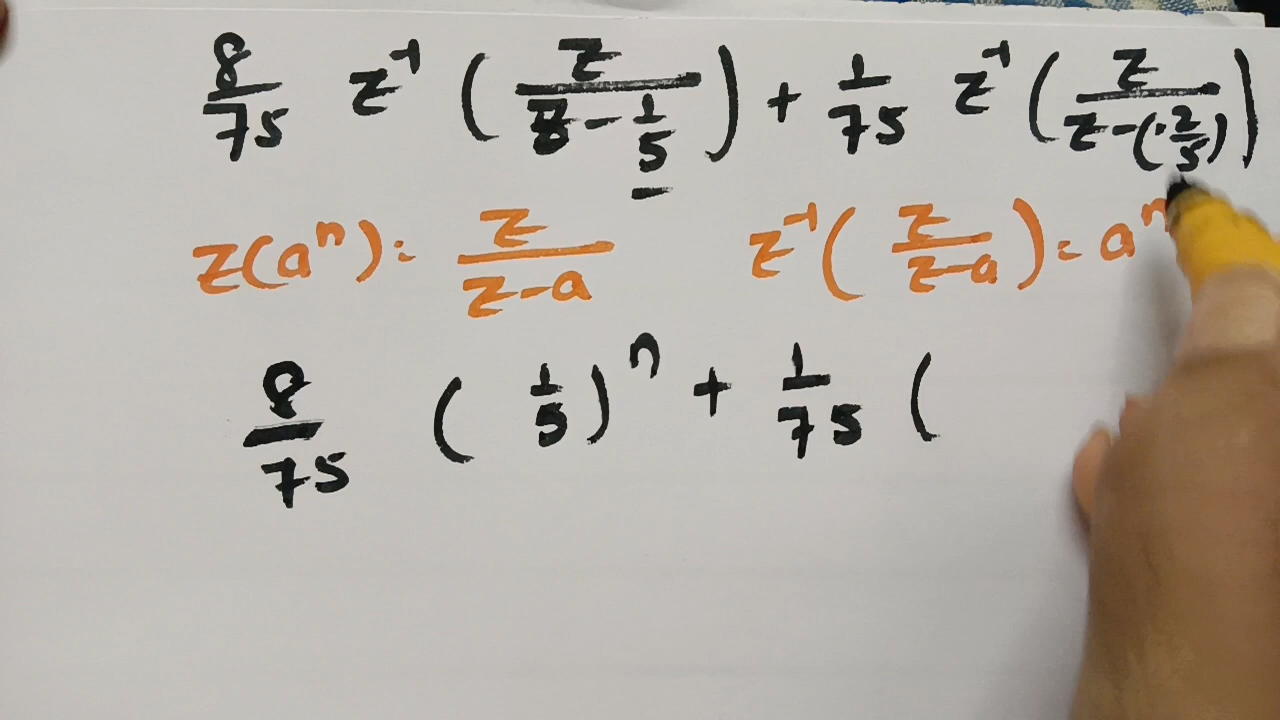 8/75 z⁻¹ ( z / (z - 1/5) ) + 1/75 z⁻¹ ( z / (z - (-2/5)) )
z(aⁿ) = z / (z - a)    z⁻¹ ( z / (z - a) ) = aⁿ
8/75 ( 1/5 )ⁿ + 1/75 (